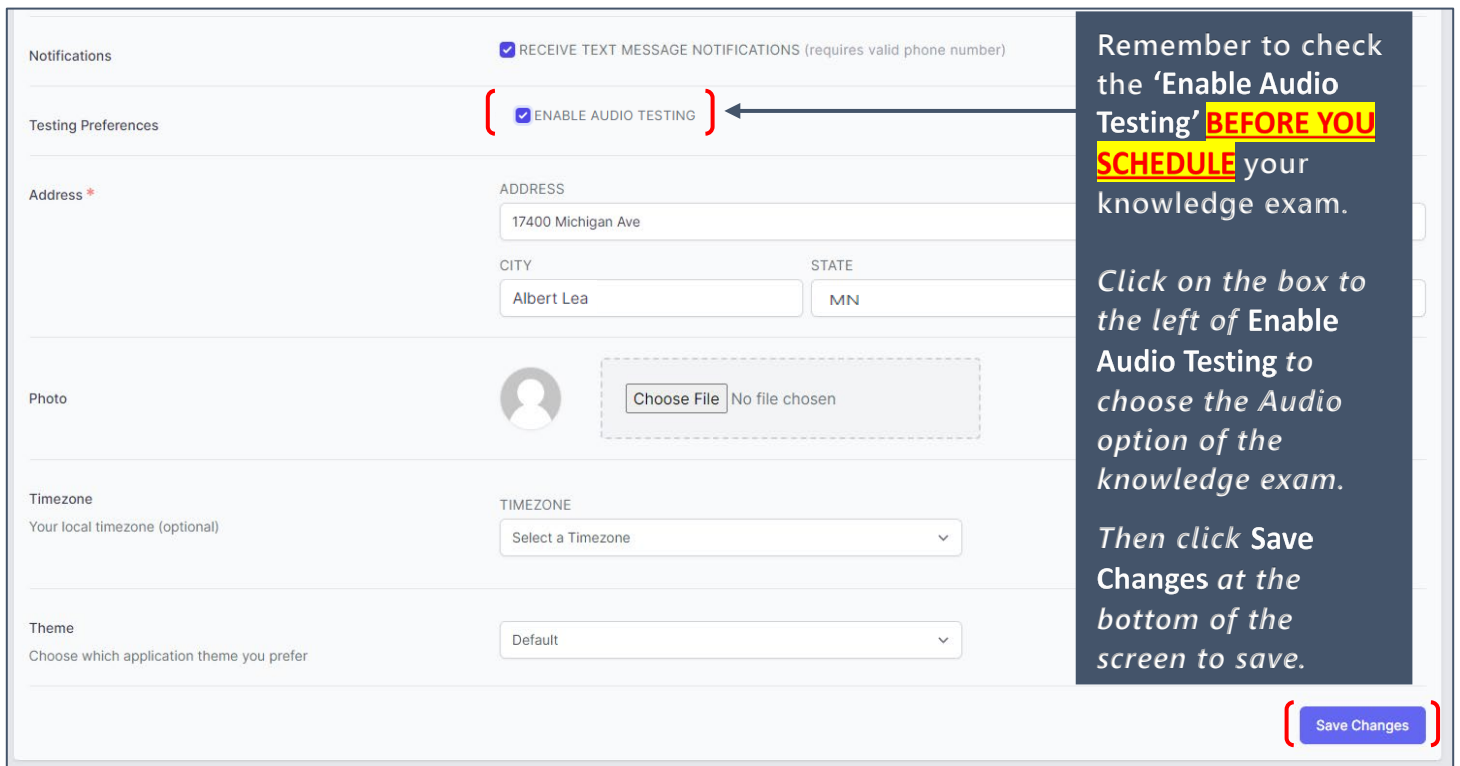 Notifications
RECEIVE TEXT MESSAGE NOTIFICATIONS (requires valid phone number)
Testing Preferences
ENABLE AUDIO TESTING
Address *
ADDRESS
17400 Michigan Ave
CITY
STATE
Albert Lea
MN
Photo
Choose File No file chosen
Timezone
Your local timezone (optional)
TIMEZONE
Select a Timezone
Theme
Choose which application theme you prefer
Default
Remember to check
the ‘Enable Audio
Testing’ BEFORE YOU
SCHEDULE your
knowledge exam.
Click on the box to
the left of Enable
Audio Testing to
choose the Audio
option of the
knowledge exam.
Then click Save
Changes at the
bottom of the
screen to save.
Save Changes